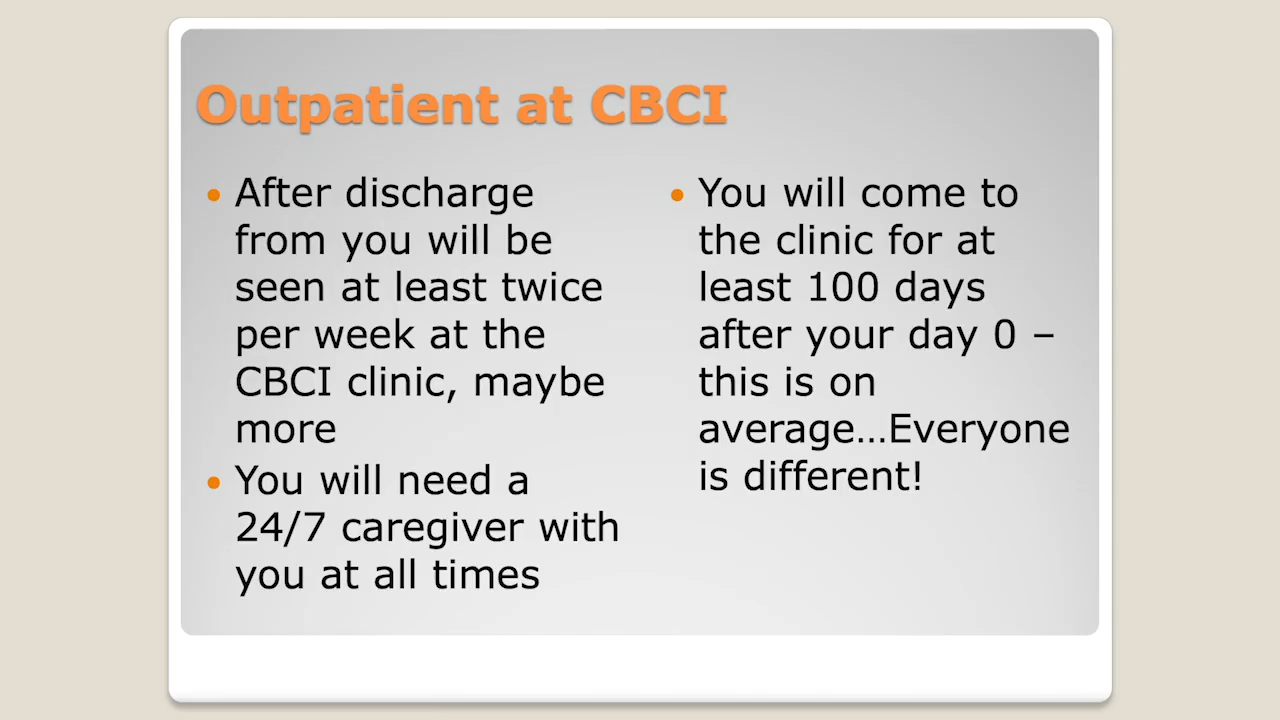 Outpatient at CBCI
• After discharge
from you will be
seen at least twice
per week at the
CBCI clinic, maybe
more
• You will need a
24/7 caregiver with
you at all times
• You will come to
the clinic for at
least 100 days
after your day 0 –
this is on
average…Everyone
is different!